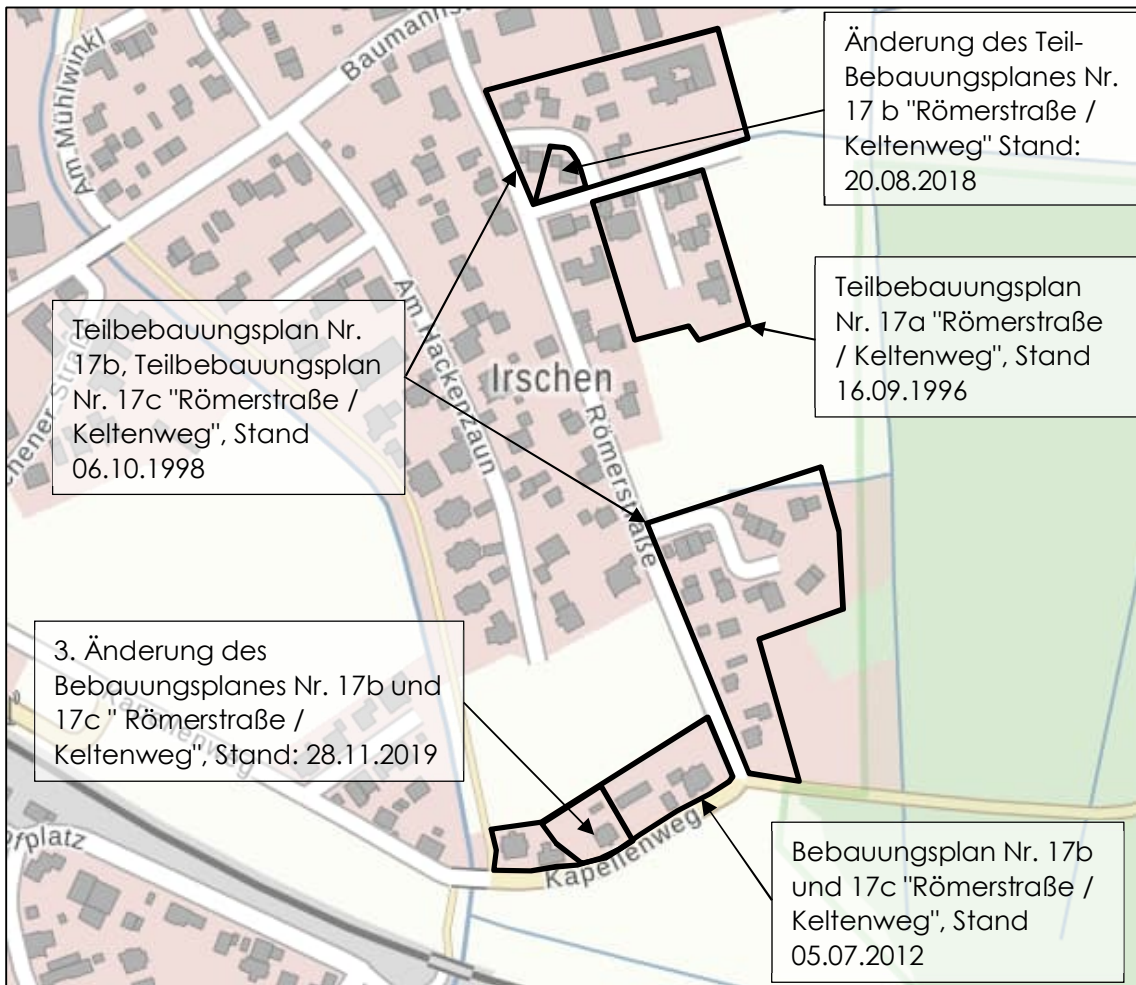 Änderung des Teil-
Bebauungsplanes Nr.
17 b "Römerstraße /
Keltenweg" Stand:
20.08.2018
Am Mühlwinkl
Teilbebauungsplan
Nr. 17a "Römerstraße
/ Keltenweg", Stand
16.09.1996
Teilbebauungsplan Nr.
17b, Teilbebauungsplan
Nr. 17c "Römerstraße /
Keltenweg", Stand
06.10.1998
Am Hackenzaun
Irschen
Römerstraße
3. Änderung des
Bebauungsplanes Nr. 17b und
17c " Römerstraße /
Keltenweg", Stand: 28.11.2019
Kapellenweg
Kapellenweg
Bebauungsplan Nr. 17b
und 17c "Römerstraße /
Keltenweg", Stand
05.07.2012